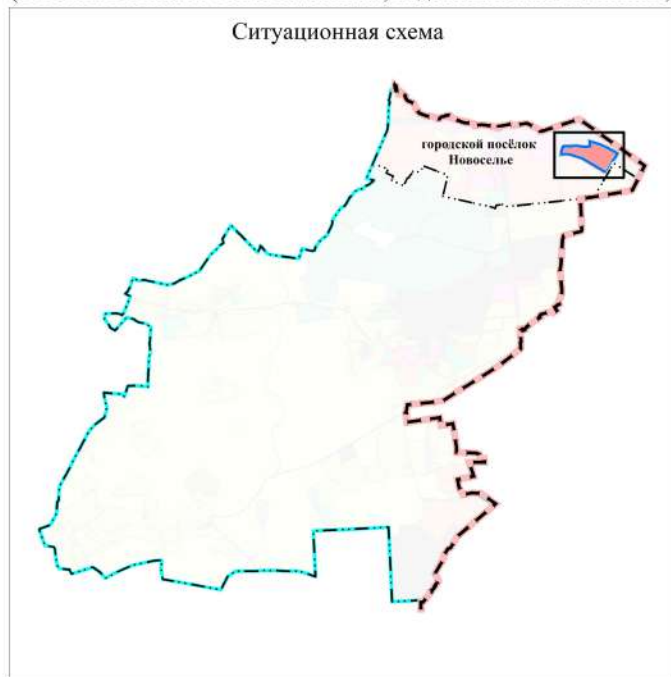 Ситуационная схема
городской посёлок
Новоселье